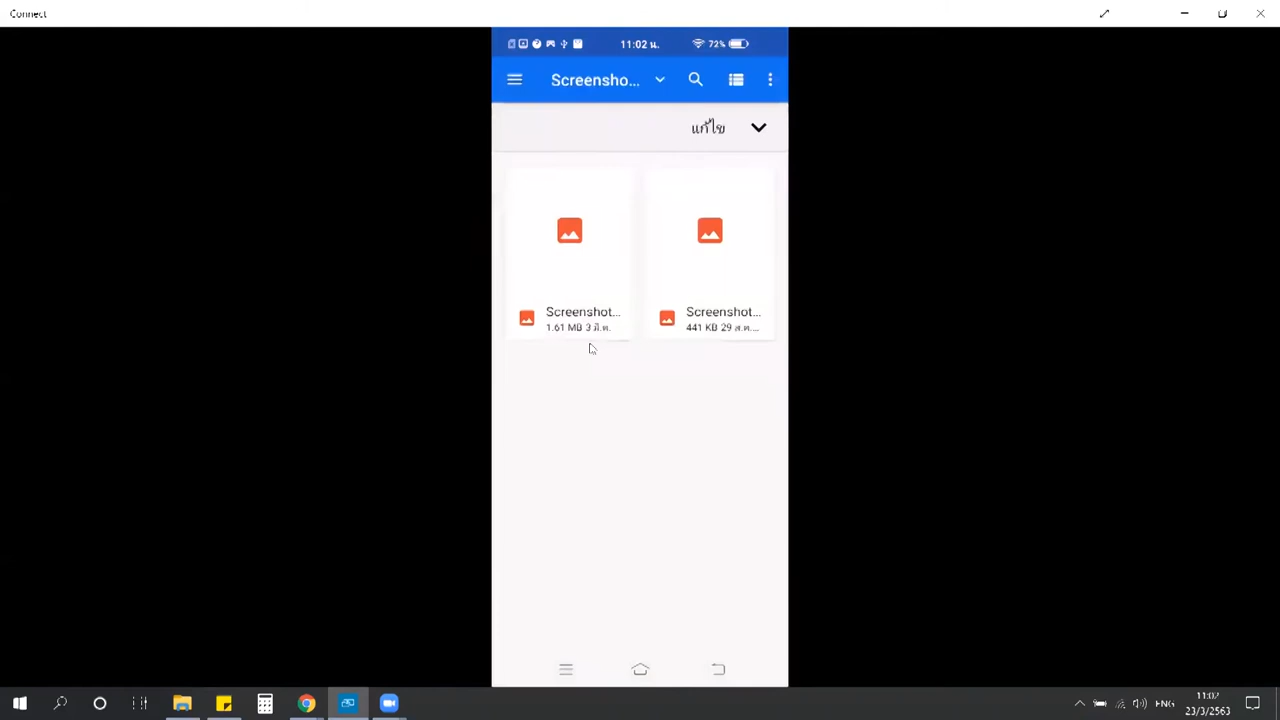 Connect
11:02 น.
72%
Screensho...
แก้ไข
Screenshot...
1.61 MB 3 มี.ค.
Screenshot...
441 KB 29 ส.ค....
ENG
11:02
23/3/2563